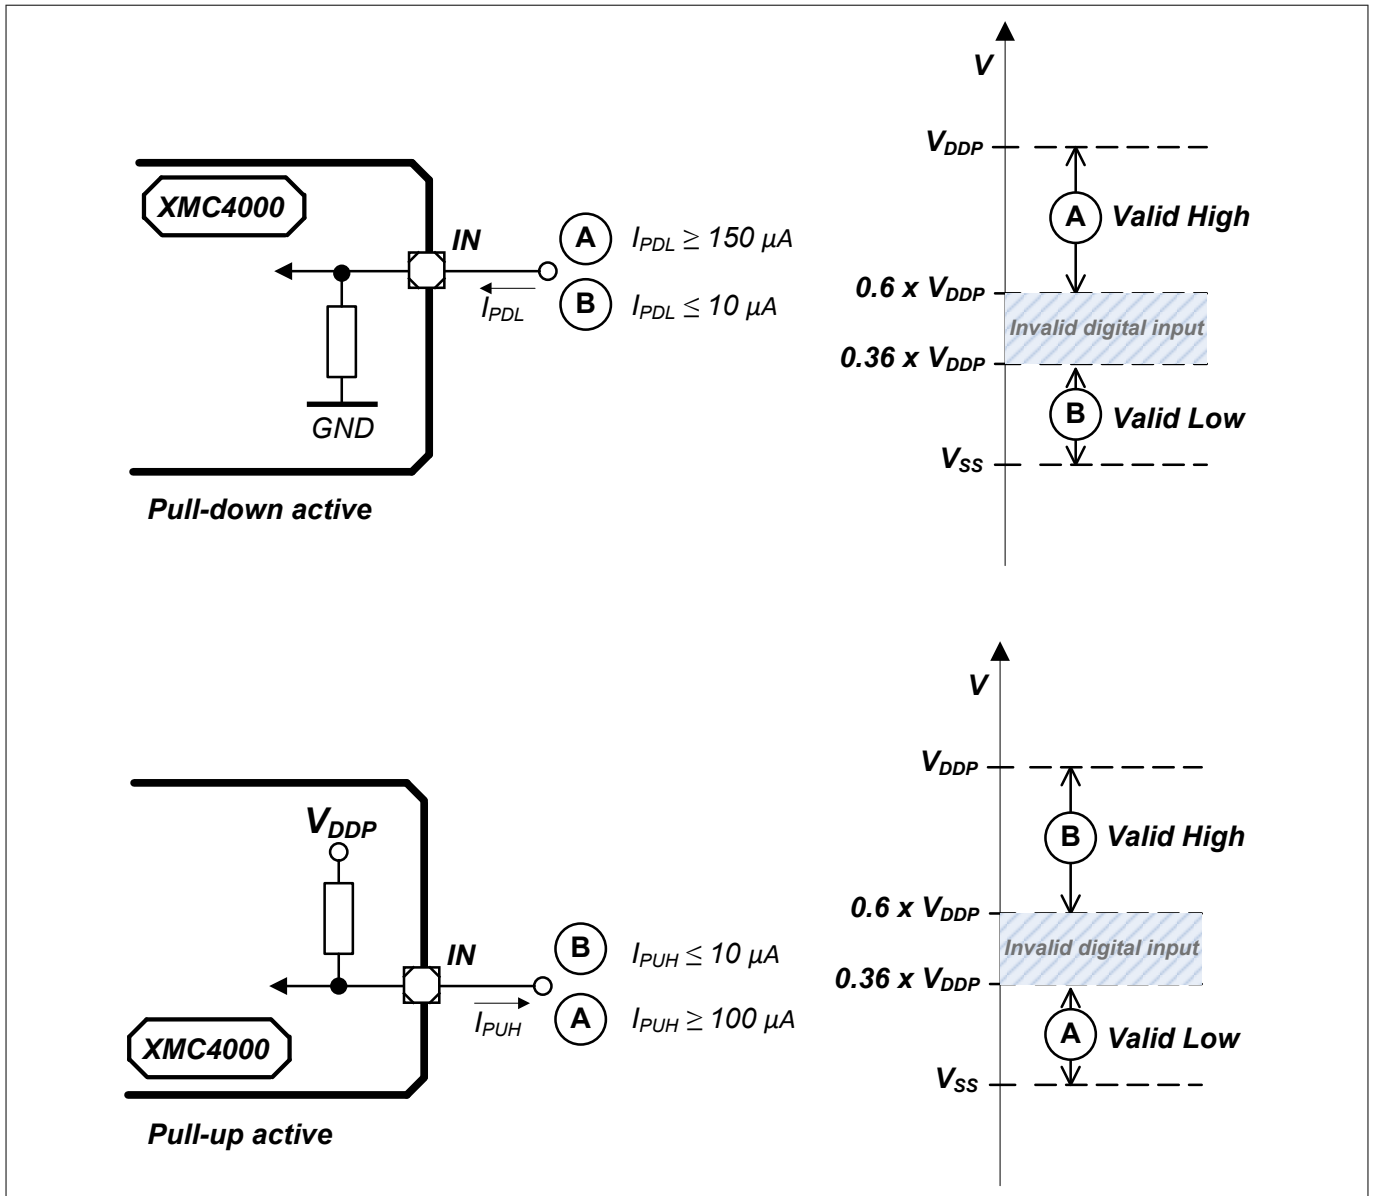 V
V_DDP
XMC4000
A Valid High
IN
A I_PDL ≥ 150 µA
I_PDL
B I_PDL ≤ 10 µA
0.6 x V_DDP
Invalid digital input
0.36 x V_DDP
GND
B Valid Low
V_SS
Pull-down active
V
V_DDP
V_DDP
B Valid High
0.6 x V_DDP
IN
B I_PUH ≤ 10 µA
Invalid digital input
0.36 x V_DDP
I_PUH
A I_PUH ≥ 100 µA
XMC4000
A Valid Low
V_SS
Pull-up active